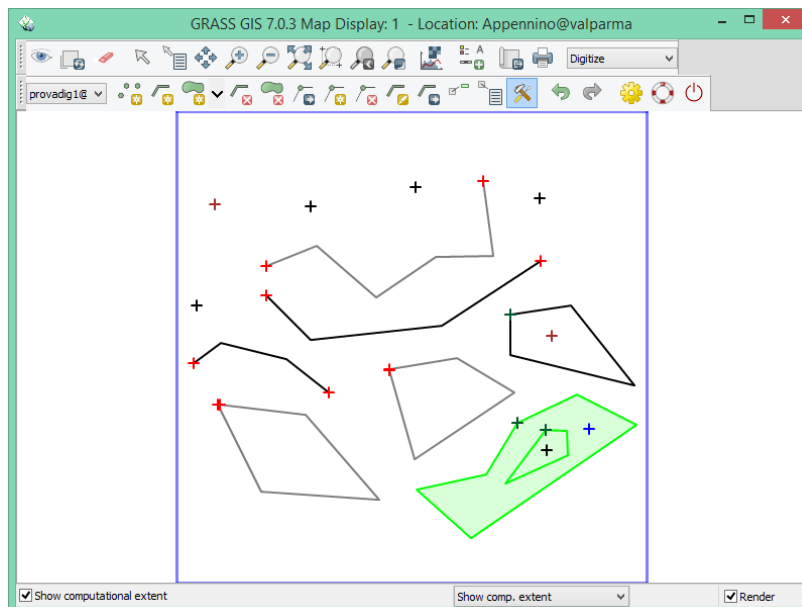 GRASS GIS 7.0.3 Map Display: 1 - Location: Appennino@valparma
Digitize
provadig1@
Show computational extent
Show comp. extent
Render